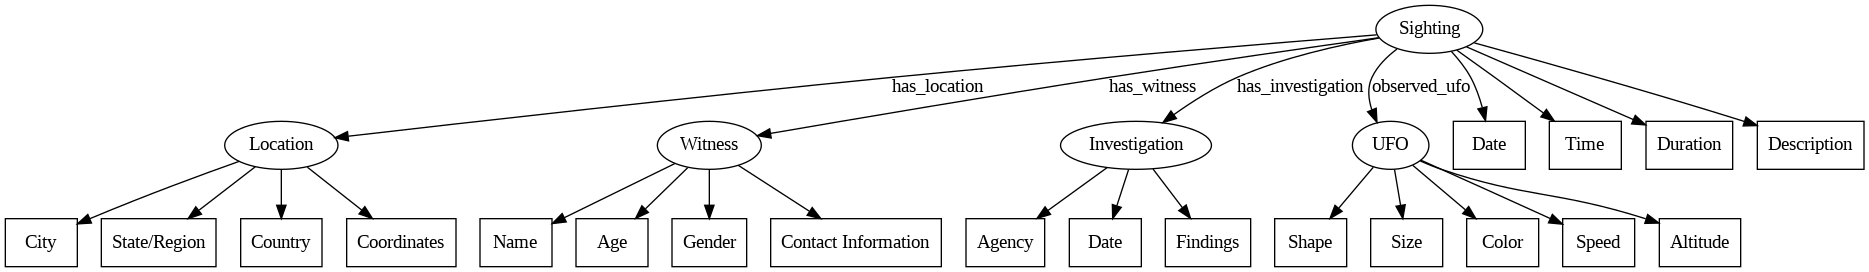 Sighting
has_location
has_witness
has_investigation
observed_ufo
Location
Witness
Investigation
UFO
Date
Time
Duration
Description
City
State/Region
Country
Coordinates
Name
Age
Gender
Contact Information
Agency
Date
Findings
Shape
Size
Color
Speed
Altitude